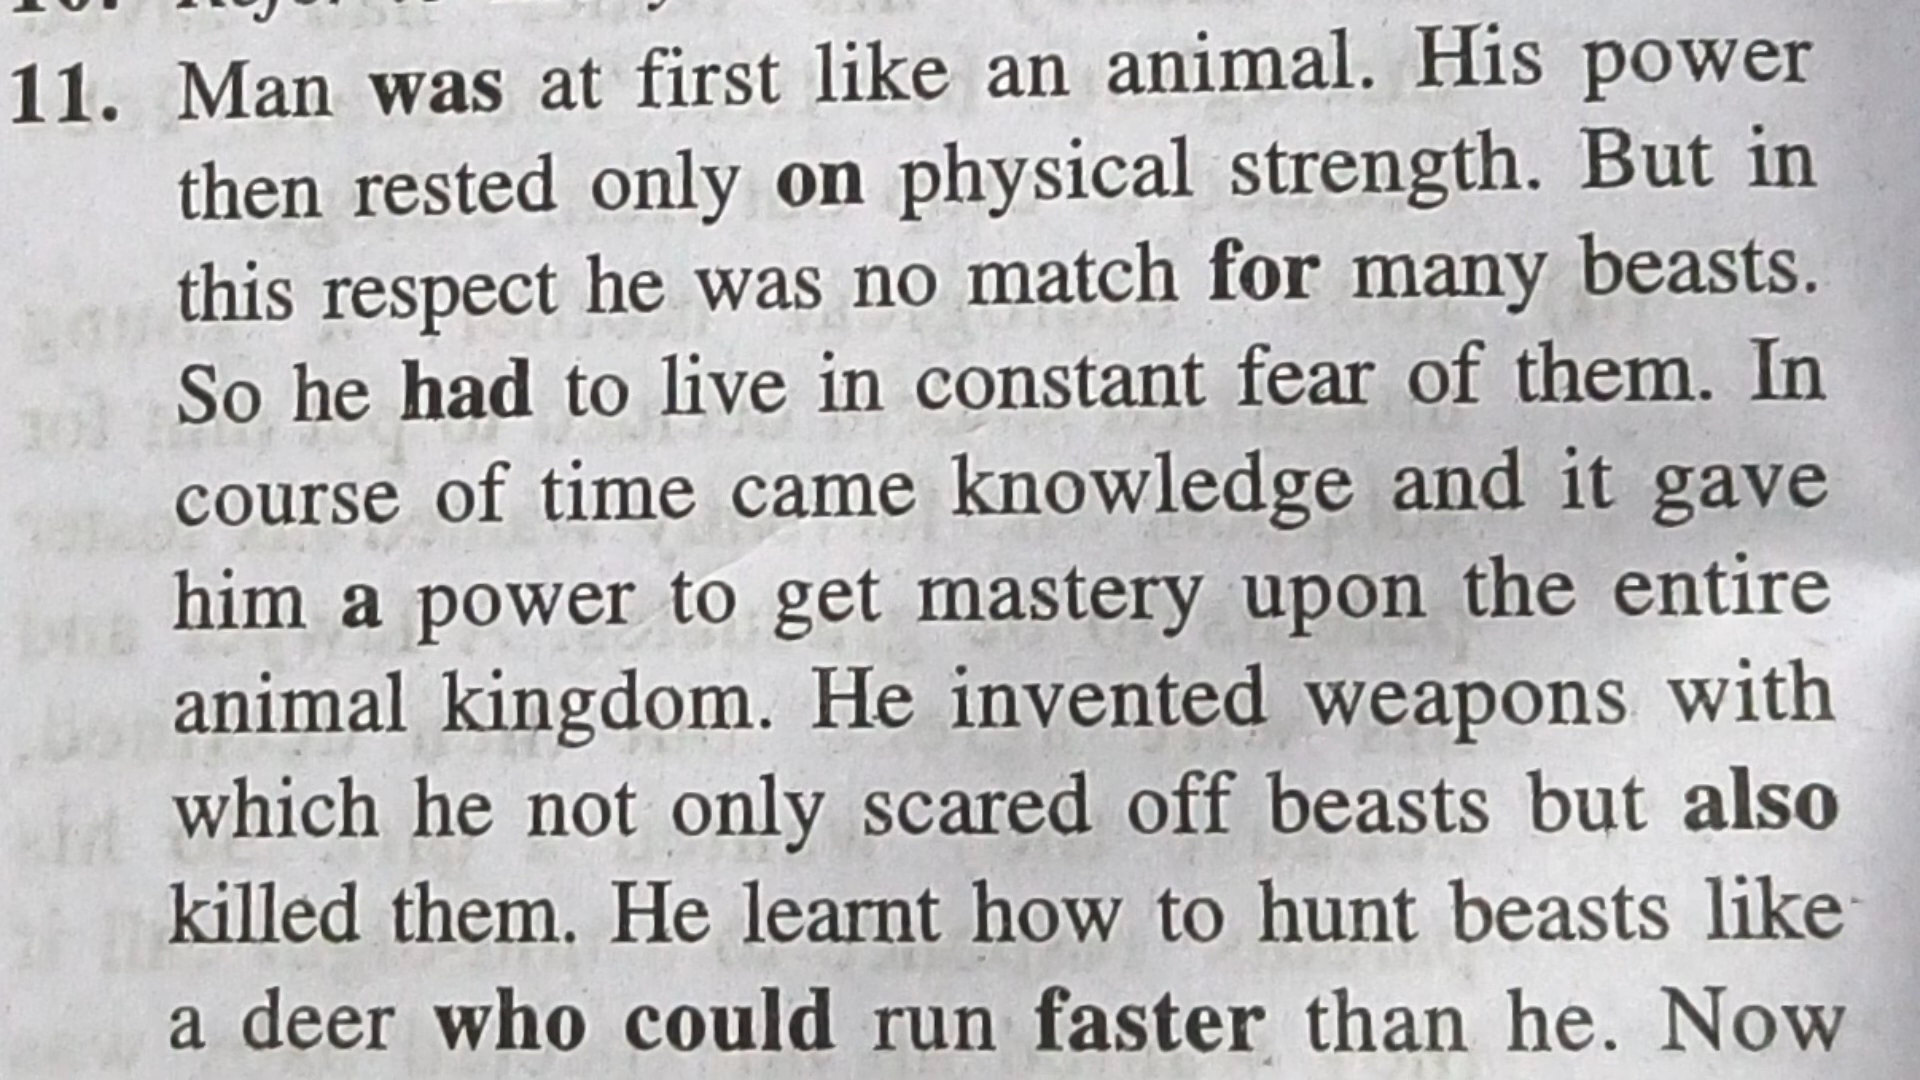 11. Man was at first like an animal. His power
then rested only on physical strength. But in
this respect he was no match for many beasts.
So he had to live in constant fear of them. In
course of time came knowledge and it gave
him a power to get mastery upon the entire
animal kingdom. He invented weapons with
which he not only scared off beasts but also
killed them. He learnt how to hunt beasts like
a deer who could run faster than he. Now